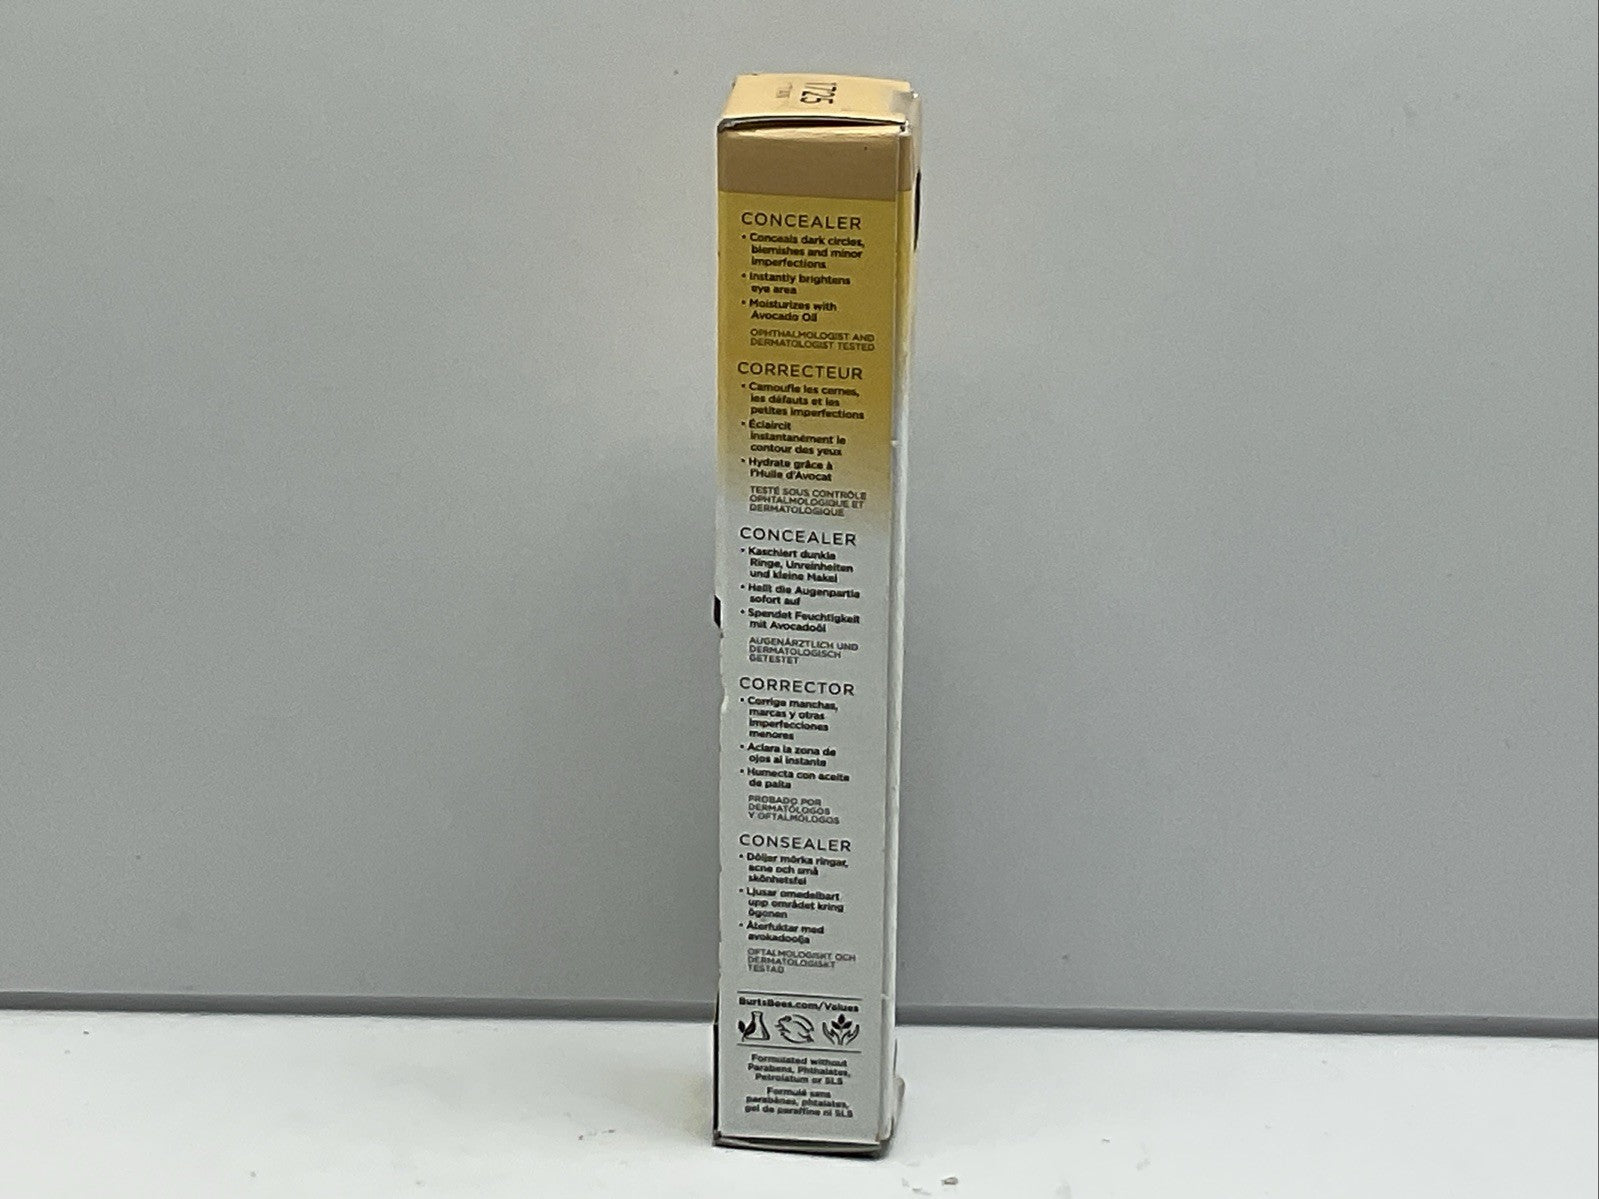 1725
CONCEALER
• Conceals dark circles,
blemishes and minor
imperfections
• Instantly brightens
eye area
• Moisturizes with
Avocado Oil
OPHTHALMOLOGIST AND
DERMATOLOGIST TESTED
CORRECTEUR
• Camoufle les cernes,
les défauts et les
petites imperfections
• Éclaircit
instantanément le
contour des yeux
• Hydrate grâce à
l'Huile d'Avocat
TESTÉ SOUS CONTRÔLE
OPHTALMOLOGIQUE ET
DERMATOLOGIQUE
CONCEALER
• Kaschiert dunkle
Ringe, Unreinheiten
und kleine Makel
• Hellt die Augenpartie
sofort auf
• Spendet Feuchtigkeit
mit Avocadoöl
AUGENÄRZTLICH UND
DERMATOLOGISCH
GETESTET
CORRECTOR
• Corrige manchas,
marcas y otras
imperfecciones
menores
• Aclara la zona de
ojos al instante
• Humecta con aceite
de palta
PROBADO POR
DERMATÓLOGOS
Y OFTALMÓLOGOS
CONSEALER
• Döljer mörka ringar,
acne och små
skönhetsfel
• Ljusar omedelbart
upp området kring
ögonen
• Återfuktar med
avokadoolja
OFTALMOLOGISKT OCH
DERMATOLOGISKT
TESTAD
BurtsBees.com/Values
Formulated without
Parabens, Phthalates,
Petrolatum or SLS
Formulé sans
parabènes, phtalates,
gel de paraffine ni SLS